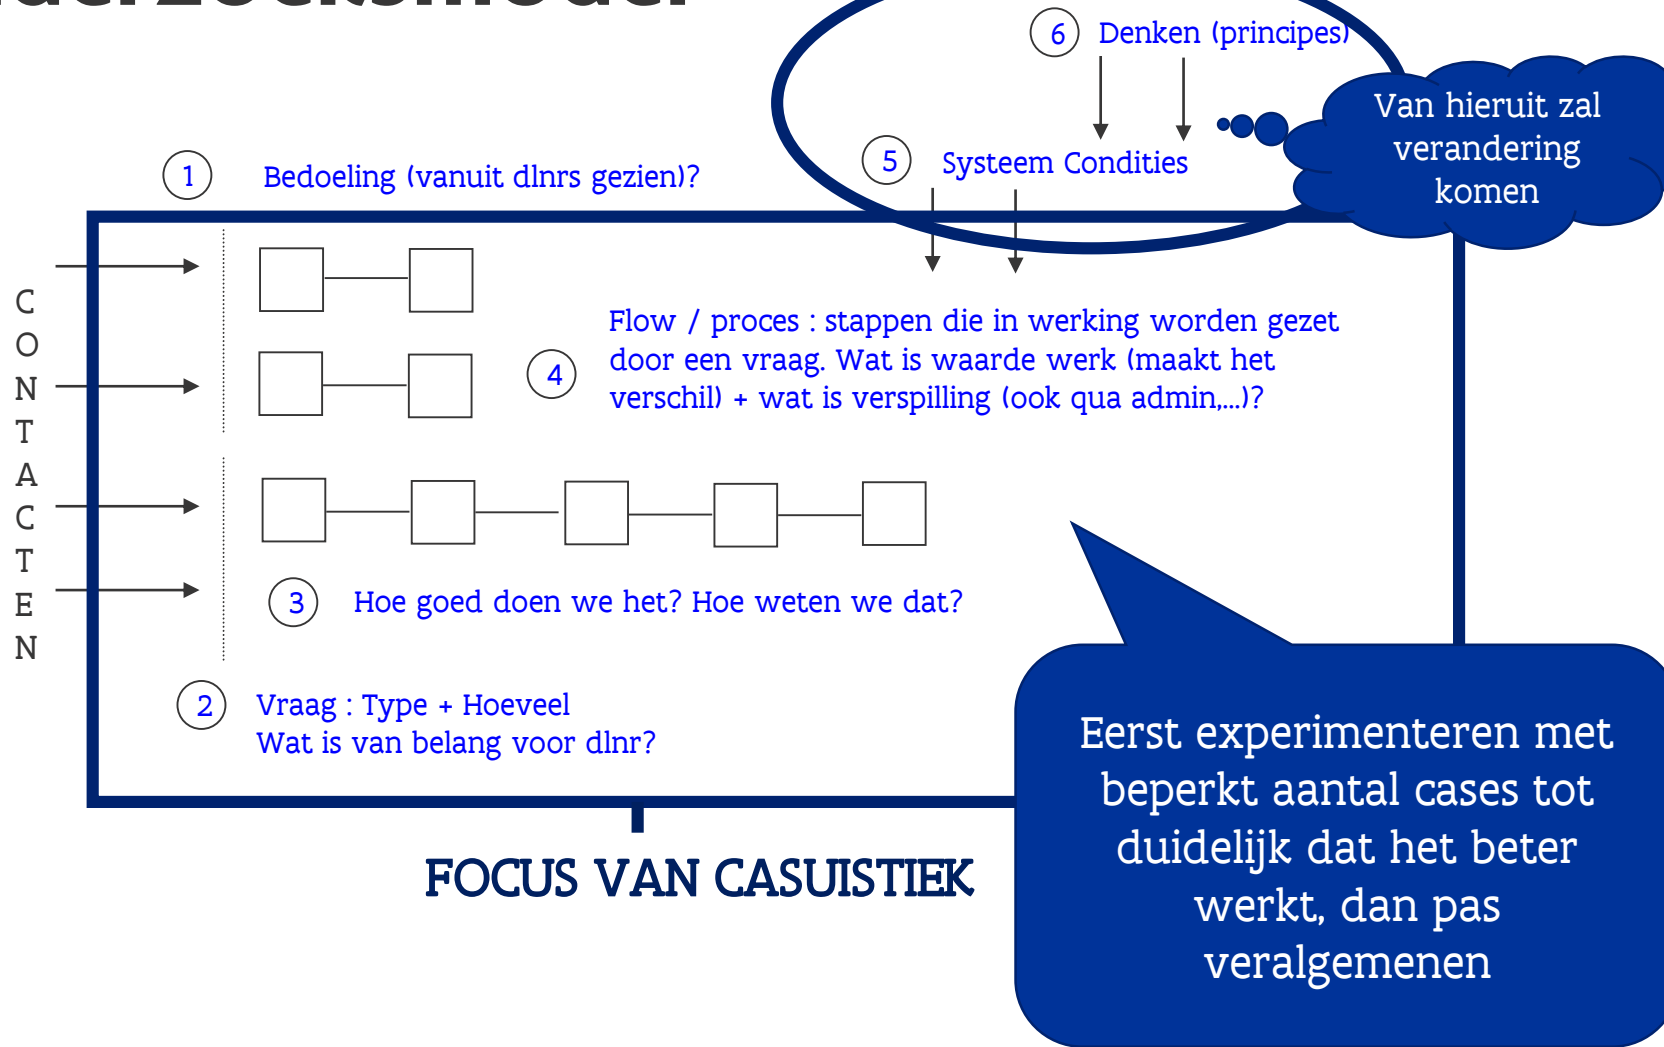 6 Denken (principes)
Van hieruit zal
verandering
komen
5 Systeem Condities
1 Bedoeling (vanuit dlnrs gezien)?
CONTACTEN
Flow / proces : stappen die in werking worden gezet
4 door een vraag. Wat is waarde werk (maakt het
verschil) + wat is verspilling (ook qua admin,...)?
3 Hoe goed doen we het? Hoe weten we dat?
2 Vraag : Type + Hoeveel
Wat is van belang voor dlnr?
Eerst experimenteren met
beperkt aantal cases tot
duidelijk dat het beter
werkt, dan pas
veralgemenen
FOCUS VAN CASUISTIEK